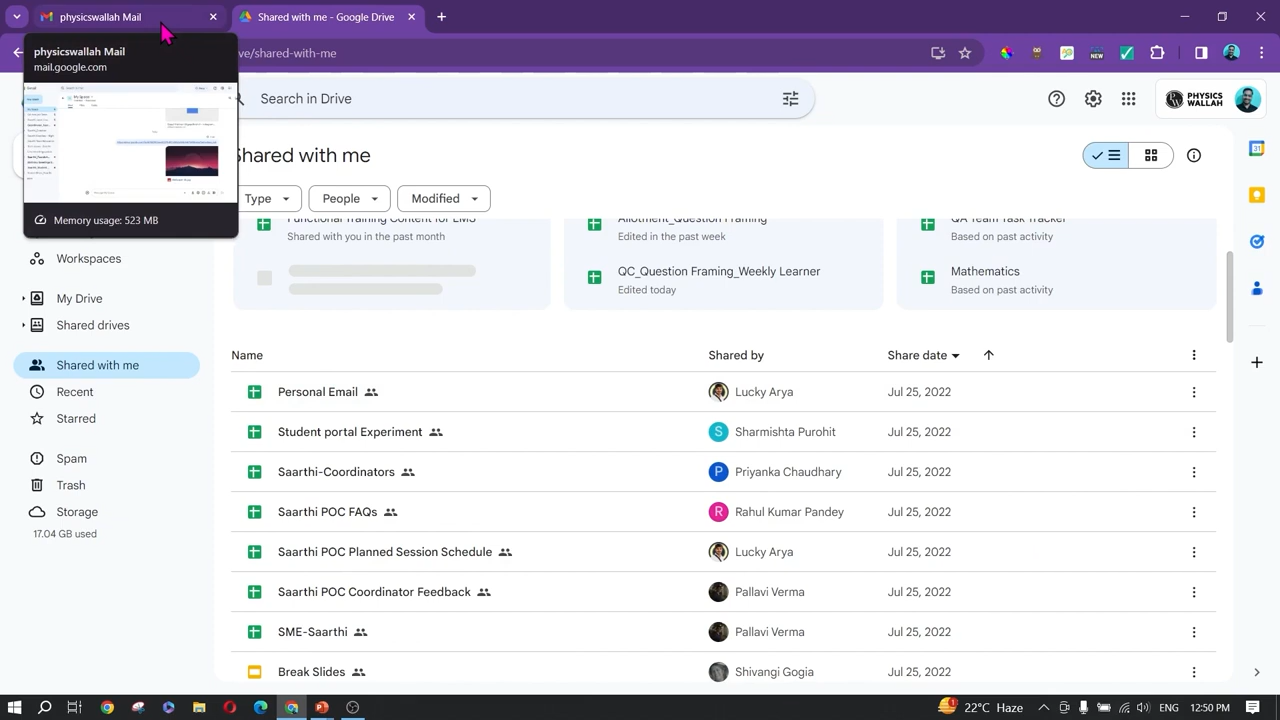 physicswallah Mail
Shared with me - Google Drive
physicswallah Mail
mail.google.com
ve/shared-with-me
Search in Drive
PHYSICS
WALLAH
Shared with me
Type
People
Modified
Memory usage: 523 MB
Functional Training Content for LMS
Shared with you in the past month
Allotment_Question Framing
Edited in the past week
QA Team Task Tracker
Based on past activity
QC_Question Framing_Weekly Learner
Edited today
Mathematics
Based on past activity
Workspaces
My Drive
Shared drives
Shared with me
Recent
Starred
Spam
Trash
Storage
17.04 GB used
Name Shared by Share date
Personal Email Lucky Arya Jul 25, 2022
Student portal Experiment S Sharmishta Purohit Jul 25, 2022
Saarthi-Coordinators P Priyanka Chaudhary Jul 25, 2022
Saarthi POC FAQs R Rahul Kumar Pandey Jul 25, 2022
Saarthi POC Planned Session Schedule Lucky Arya Jul 25, 2022
Saarthi POC Coordinator Feedback Pallavi Verma Jul 25, 2022
SME-Saarthi Pallavi Verma Jul 25, 2022
Break Slides Shivangi Gogia Jul 25, 2022
22°C Haze ENG 12:50 PM